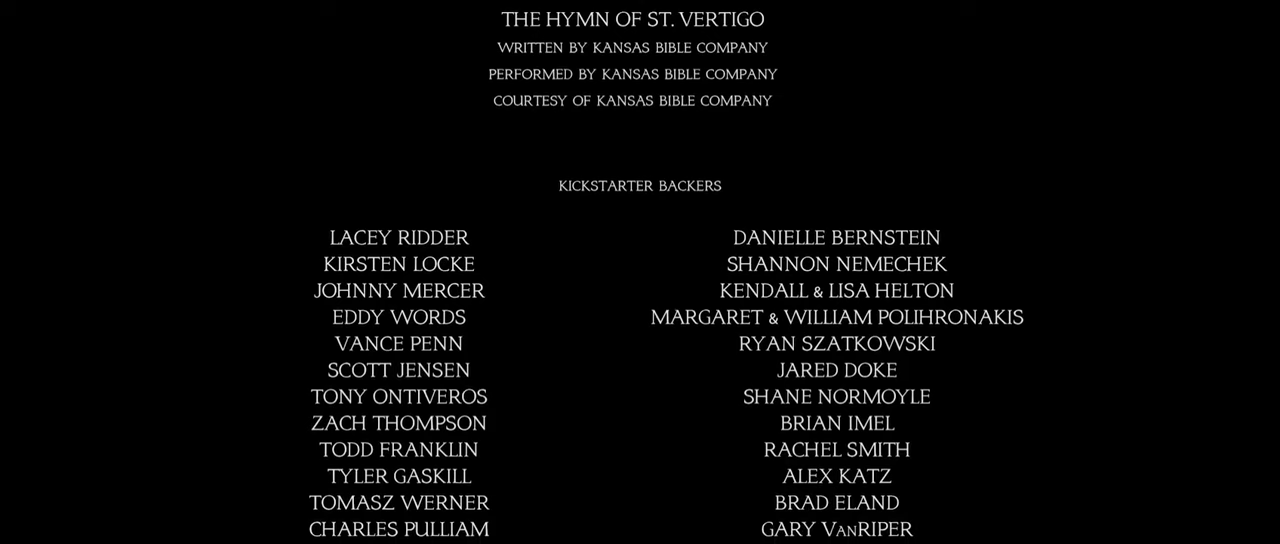 THE HYMN OF ST. VERTIGO
WRITTEN BY KANSAS BIBLE COMPANY
PERFORMED BY KANSAS BIBLE COMPANY
COURTESY OF KANSAS BIBLE COMPANY
KICKSTARTER BACKERS
LACEY RIDDER
KIRSTEN LOCKE
JOHNNY MERCER
EDDY WORDS
VANCE PENN
SCOTT JENSEN
TONY ONTIVEROS
ZACH THOMPSON
TODD FRANKLIN
TYLER GASKILL
TOMASZ WERNER
CHARLES PULLIAM
DANIELLE BERNSTEIN
SHANNON NEMECHEK
KENDALL & LISA HELTON
MARGARET & WILLIAM POLIHRONAKIS
RYAN SZATKOWSKI
JARED DOKE
SHANE NORMOYLE
BRIAN IMEL
RACHEL SMITH
ALEX KATZ
BRAD ELAND
GARY VanRIPER